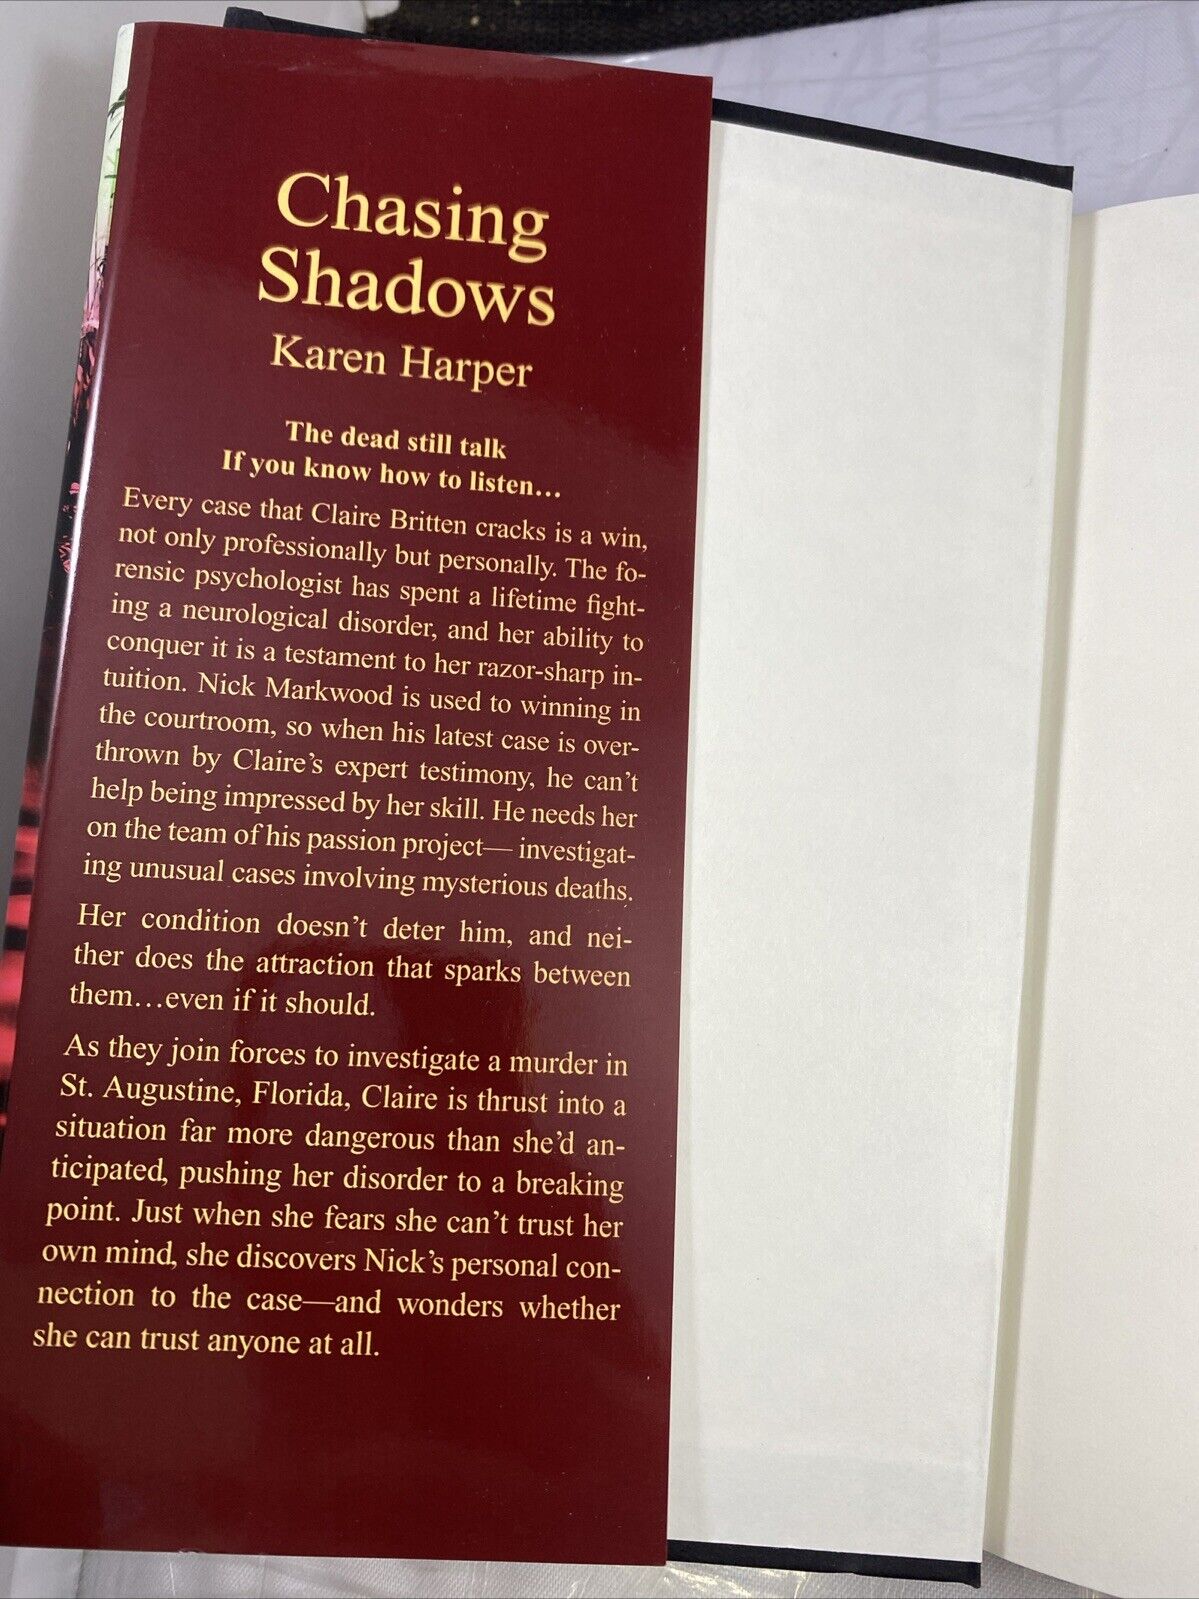 Chasing
Shadows
Karen Harper
The dead still talk
If you know how to listen…
Every case that Claire Britten cracks is a win,
not only professionally but personally. The fo-
rensic psychologist has spent a lifetime fight-
ing a neurological disorder, and her ability to
conquer it is a testament to her razor-sharp in-
tuition. Nick Markwood is used to winning in
the courtroom, so when his latest case is over-
thrown by Claire’s expert testimony, he can’t
help being impressed by her skill. He needs her
on the team of his passion project— investigat-
ing unusual cases involving mysterious deaths.
Her condition doesn’t deter him, and nei-
ther does the attraction that sparks between
them…even if it should.
As they join forces to investigate a murder in
St. Augustine, Florida, Claire is thrust into a
situation far more dangerous than she’d an-
ticipated, pushing her disorder to a breaking
point. Just when she fears she can’t trust her
own mind, she discovers Nick’s personal con-
nection to the case—and wonders whether
she can trust anyone at all.